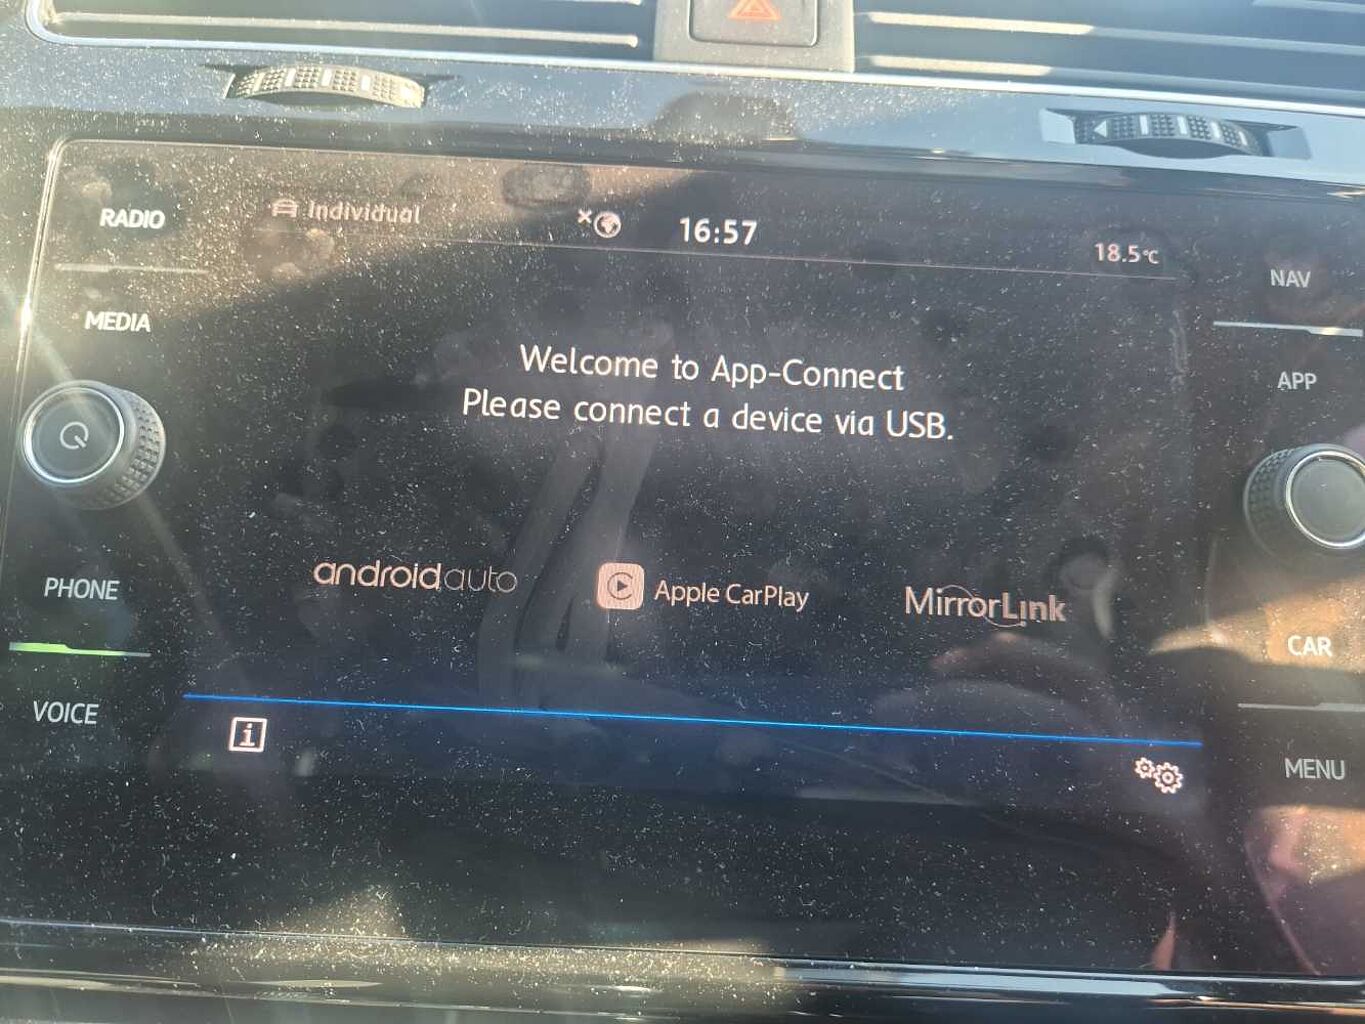 RADIO
Individual
16:57
18.5°C
NAV
MEDIA
Welcome to App-Connect
Please connect a device via USB.
APP
PHONE
androidauto
Apple CarPlay
MirrorLink
CAR
VOICE
i
MENU